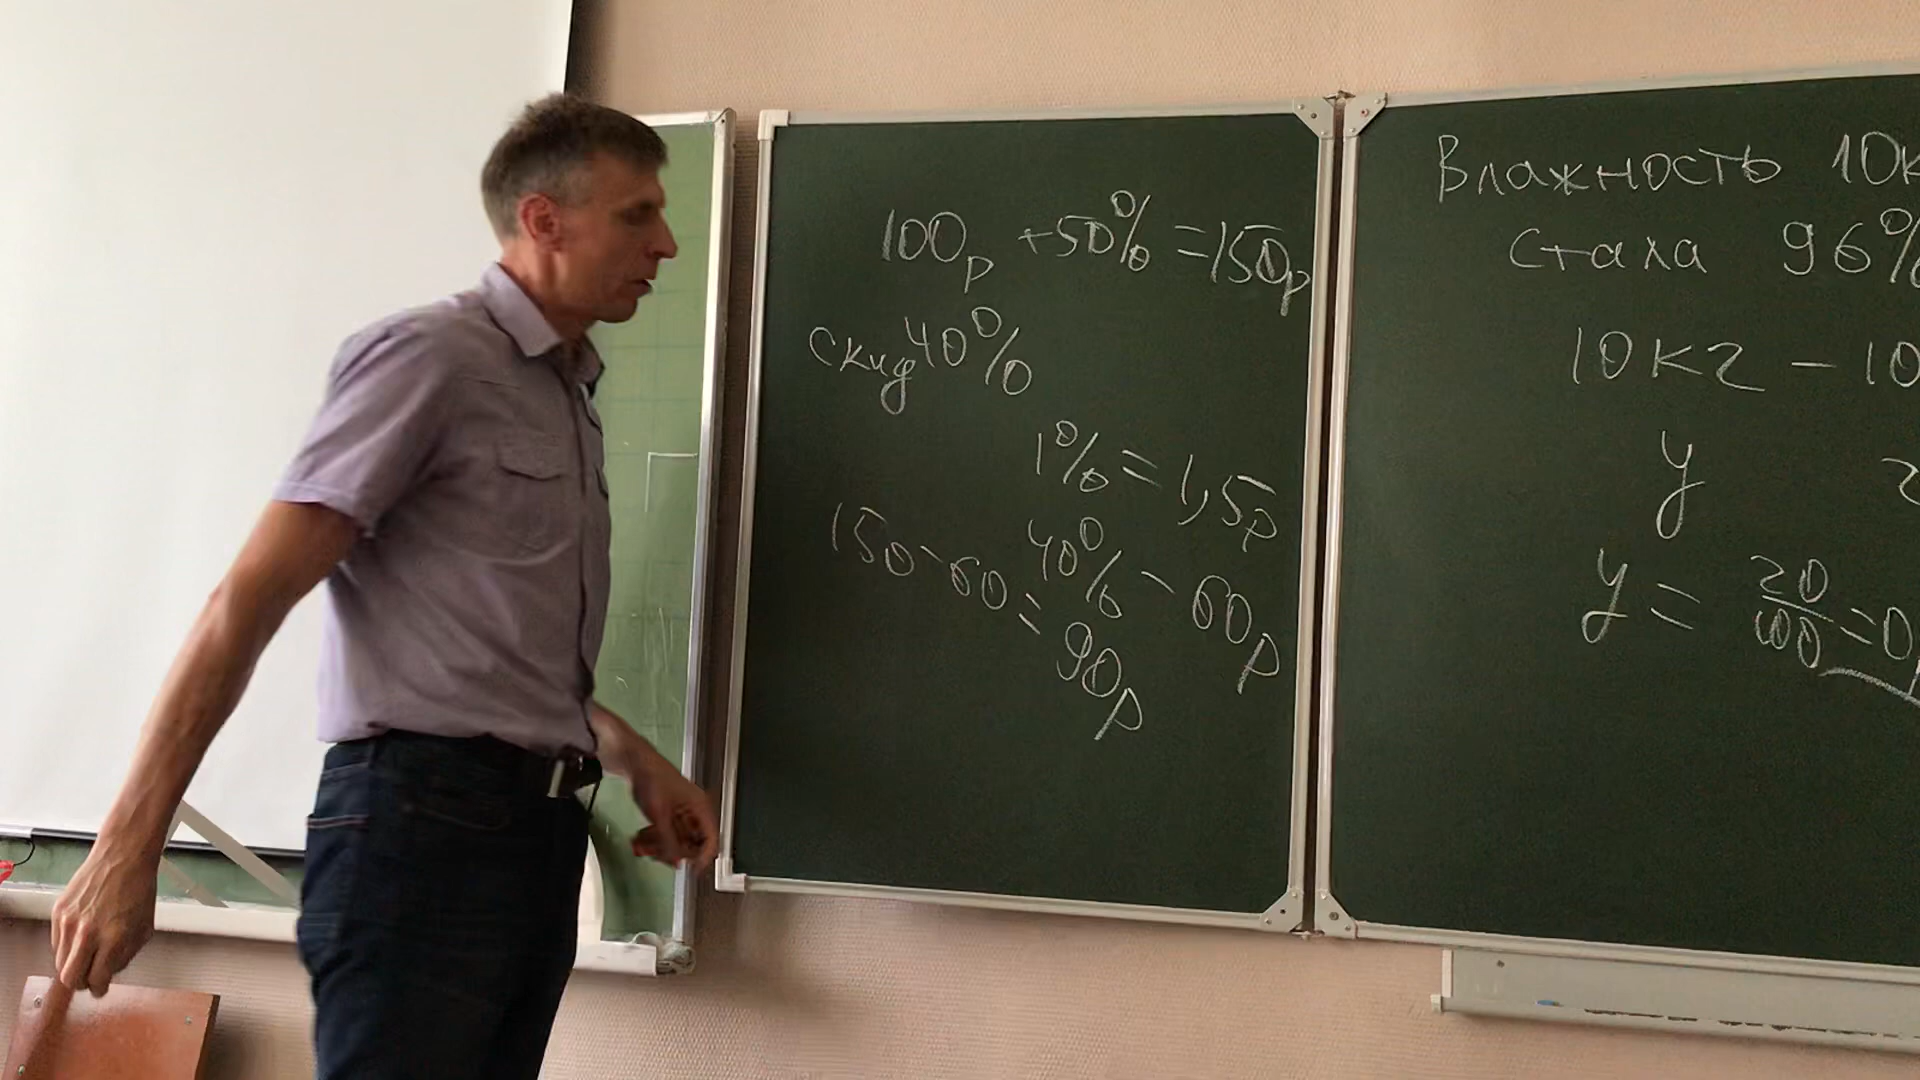 100р +50% =150р
скид 40%
1% = 1,5р
40% - 60р
150-60=
90р
Влажность 10к
стала 96%
10кг - 10
y
2
y = 20/100 =0,